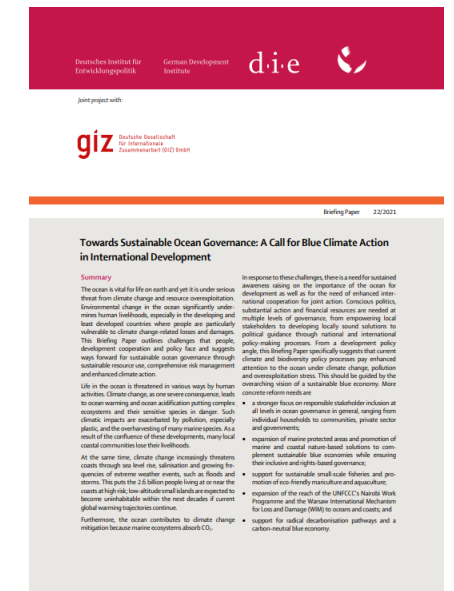 Deutsches Institut für
Entwicklungspolitik
German Development
Institute
d·i·e
Joint project with:
giz
Deutsche Gesellschaft
für Internationale
Zusammenarbeit (GIZ) GmbH
Briefing Paper 22/2021
Towards Sustainable Ocean Governance: A Call for Blue Climate Action
in International Development
Summary
The ocean is vital for life on earth and yet it is under serious
threat from climate change and resource overexploitation.
Environmental change in the ocean significantly under-
mines human livelihoods, especially in the developing and
least developed countries where people are particularly
vulnerable to climate change-related losses and damages.
This Briefing Paper outlines challenges that people,
development cooperation and policy face and suggests
ways forward for sustainable ocean governance through
sustainable resource use, comprehensive risk management
and enhanced climate action.
Life in the ocean is threatened in various ways by human
activities. Climate change, as one severe consequence, leads
to ocean warming and ocean acidification putting complex
ecosystems and their sensitive species in danger. Such
climatic impacts are exacerbated by pollution, especially
plastic, and the overharvesting of many marine species. As a
result of the confluence of these developments, many local
coastal communities lose their livelihoods.
At the same time, climate change increasingly threatens
coasts through sea level rise, salinisation and growing fre-
quencies of extreme weather events, such as floods and
storms. This puts the 2.6 billion people living at or near the
coasts at high risk; low-altitude small islands are expected to
become uninhabitable within the next decades if current
global warming trajectories continue.
Furthermore, the ocean contributes to climate change
mitigation because marine ecosystems absorb CO₂.
In response to these challenges, there is a need for sustained
awareness raising on the importance of the ocean for
development as well as for the need of enhanced inter-
national cooperation for joint action. Conscious politics,
substantial action and financial resources are needed at
multiple levels of governance, from empowering local
stakeholders to developing locally sound solutions to
political guidance through national and international
policy-making processes. From a development policy
angle, this Briefing Paper specifically suggests that current
climate and biodiversity policy processes pay enhanced
attention to the ocean under climate change, pollution
and overexploitation stress. This should be guided by the
overarching vision of a sustainable blue economy. More
concrete reform needs are
• a stronger focus on responsible stakeholder inclusion at
all levels in ocean governance in general, ranging from
individual households to communities, private sector
and governments;
• expansion of marine protected areas and promotion of
marine and coastal nature-based solutions to com-
plement sustainable blue economies while ensuring
their inclusive and rights-based governance;
• support for sustainable small-scale fisheries and pro-
motion of eco-friendly mariculture and aquaculture;
• expansion of the reach of the UNFCCC's Nairobi Work
Programme and the Warsaw International Mechanism
for Loss and Damage (WIM) to oceans and coasts; and
• support for radical decarbonisation pathways and a
carbon-neutral blue economy.